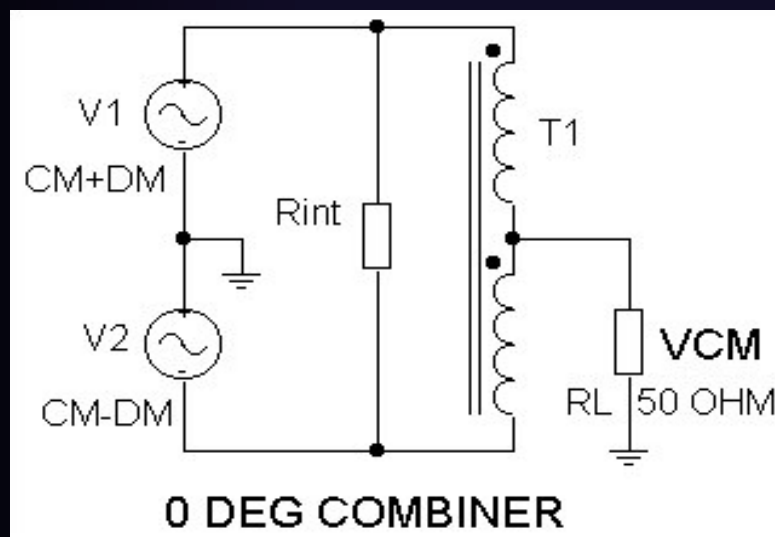 V1
CM+DM
T1
Rint
V2
CM-DM
VCM
RL 50 OHM
0 DEG COMBINER